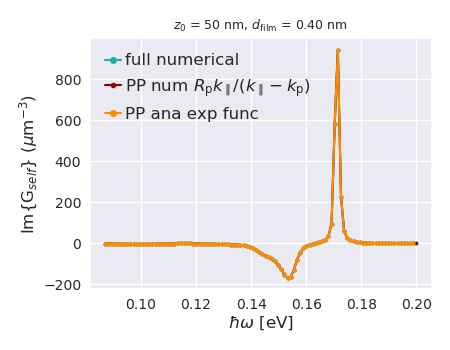 z₀ = 50 nm, d_film = 0.40 nm
full numerical
PP num Rₚk∥/(k∥ − kₚ)
PP ana exp func
Im{G_self} (μm⁻³)
800
600
400
200
0
−200
0.10 0.12 0.14 0.16 0.18 0.20
ℏω [eV]